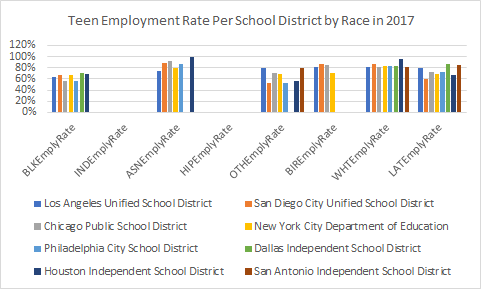 Teen Employment Rate Per School District by Race in 2017
120%
100%
80%
60%
40%
20%
0%
BLKEmplyRate
INDEmplyRate
ASNEmplyRate
HIPEmplyRate
OTHEmplyRate
BIREmplyRate
WHTEmplyRate
LATEmplyRate
Los Angeles Unified School District
San Diego City Unified School District
Chicago Public School District
New York City Department of Education
Philadelphia City School District
Dallas Independent School District
Houston Independent School District
San Antonio Independent School District